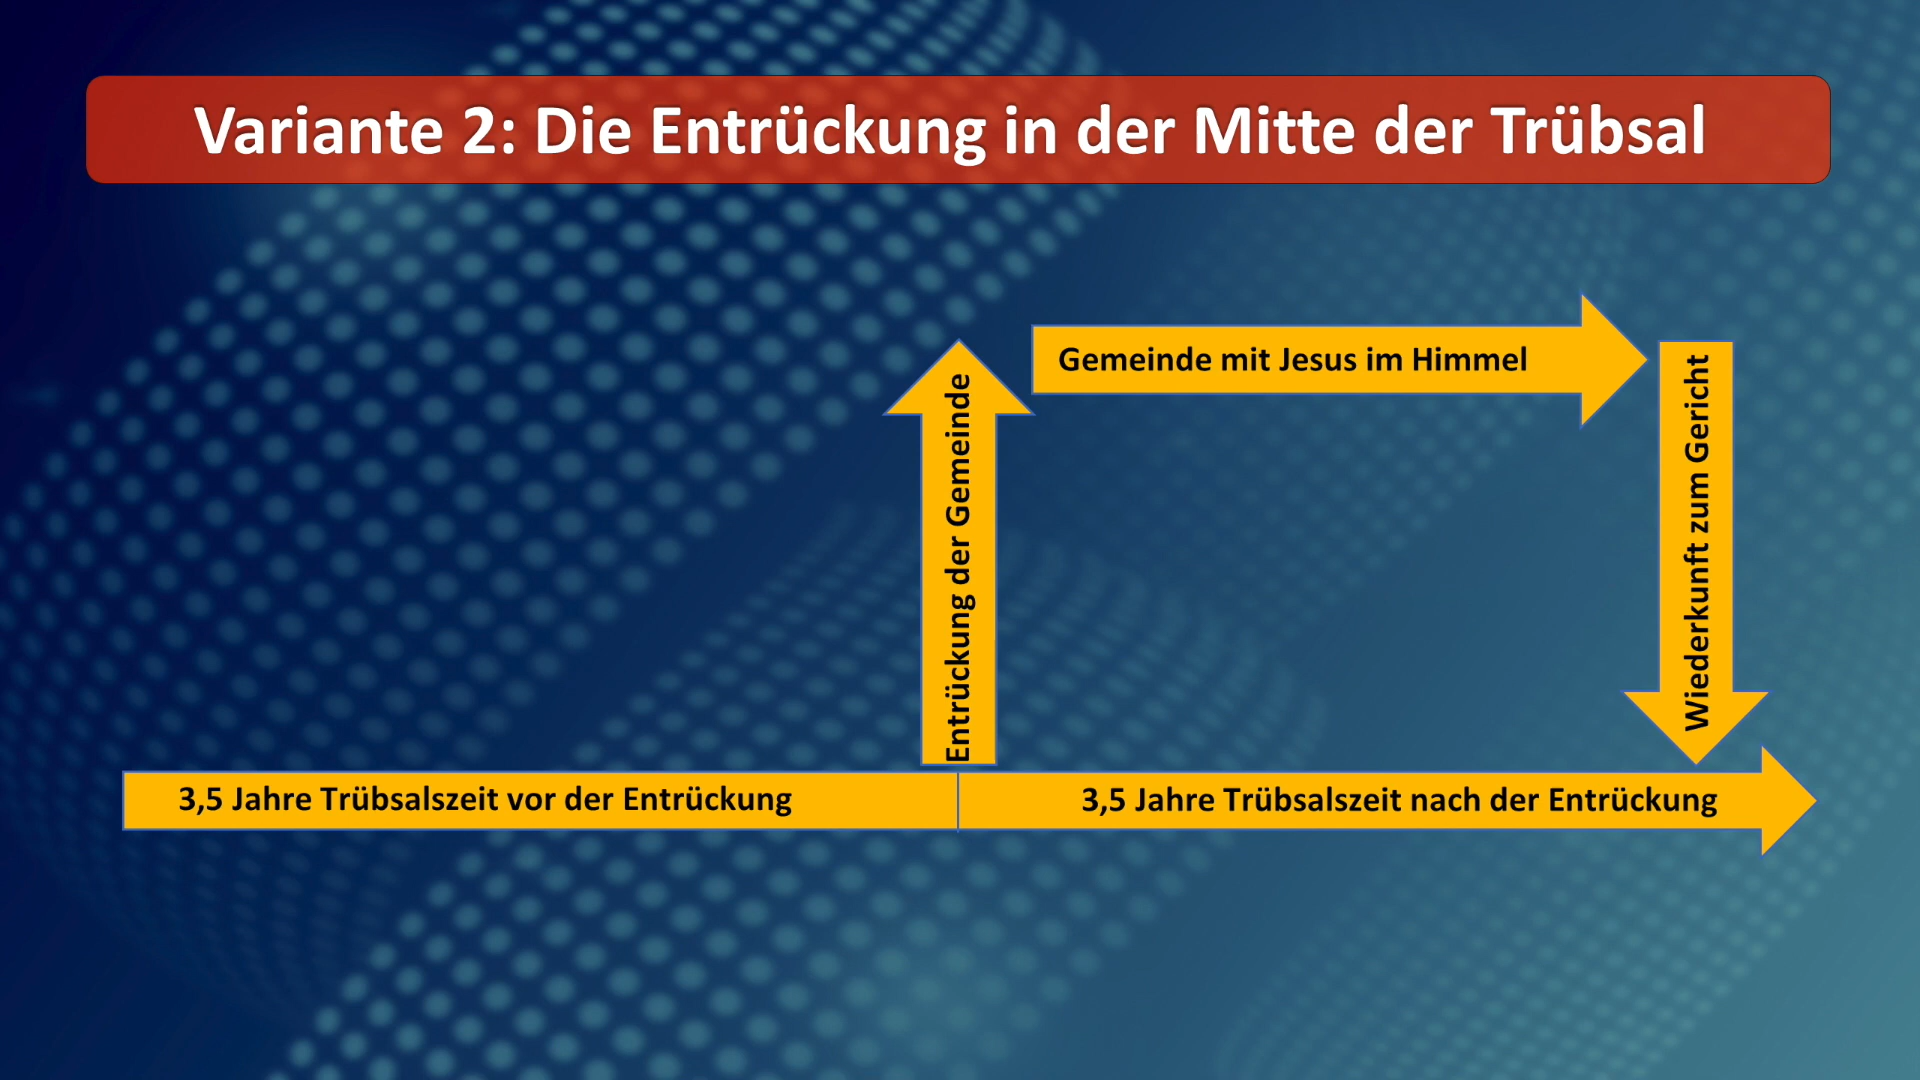 Variante 2: Die Entrückung in der Mitte der Trübsal
Gemeinde mit Jesus im Himmel
Entrückung der Gemeinde
Wiederkunft zum Gericht
3,5 Jahre Trübsalszeit vor der Entrückung
3,5 Jahre Trübsalszeit nach der Entrückung